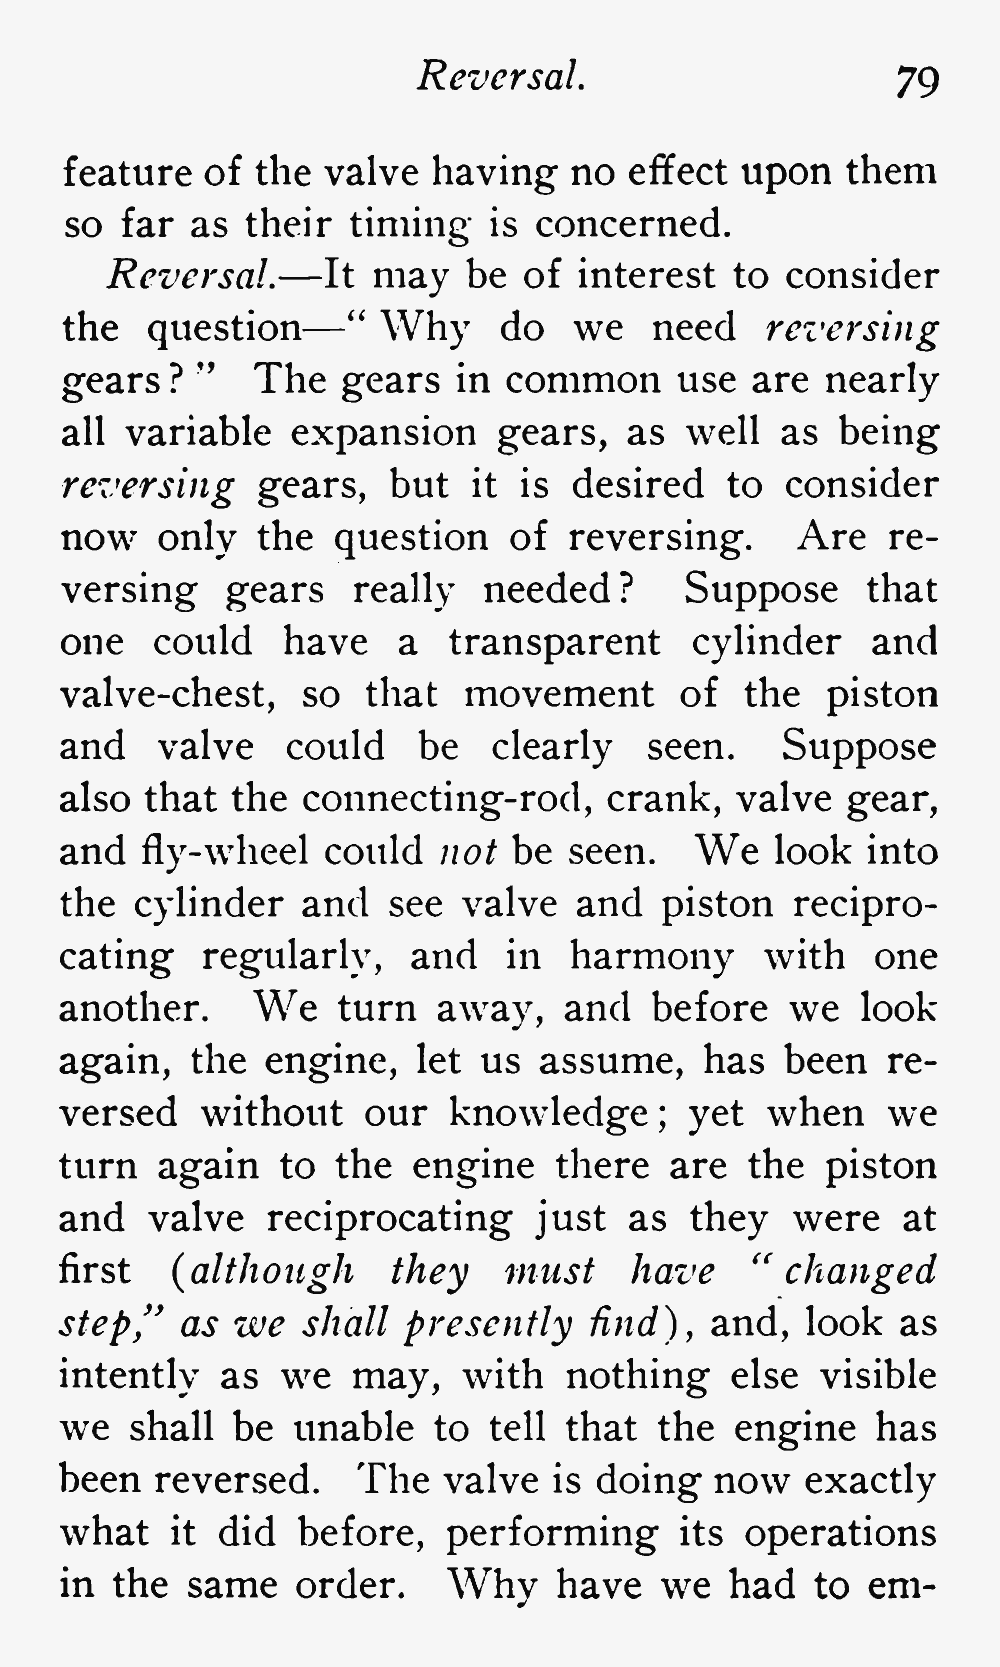 Reversal. 79
feature of the valve having no effect upon them
so far as their timing is concerned.
Reversal.—It may be of interest to consider
the question—“ Why do we need reversing
gears ? ” The gears in common use are nearly
all variable expansion gears, as well as being
reversing gears, but it is desired to consider
now only the question of reversing. Are re-
versing gears really needed ? Suppose that
one could have a transparent cylinder and
valve-chest, so that movement of the piston
and valve could be clearly seen. Suppose
also that the connecting-rod, crank, valve gear,
and fly-wheel could not be seen. We look into
the cylinder and see valve and piston recipro-
cating regularly, and in harmony with one
another. We turn away, and before we look
again, the engine, let us assume, has been re-
versed without our knowledge ; yet when we
turn again to the engine there are the piston
and valve reciprocating just as they were at
first (although they must have “ changed
step,” as we shall presently find), and, look as
intently as we may, with nothing else visible
we shall be unable to tell that the engine has
been reversed. The valve is doing now exactly
what it did before, performing its operations
in the same order. Why have we had to em-